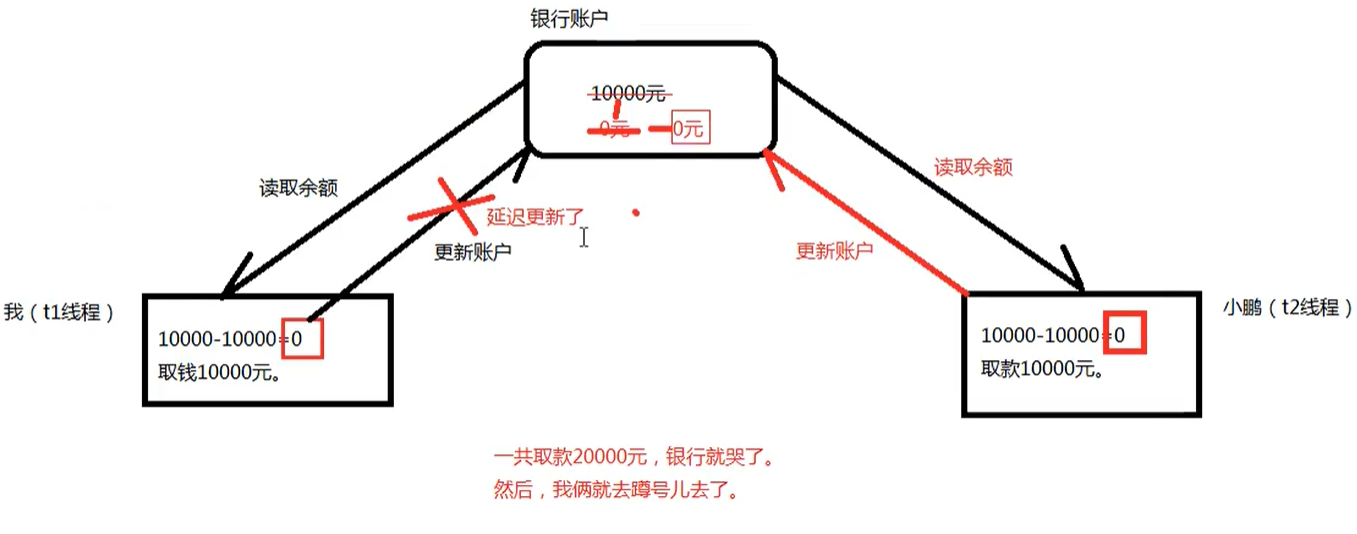 银行账户
10000元
0元
0元
读取余额
读取余额
延迟更新了
更新账户
更新账户
我（t1线程）
小鹏（t2线程）
10000-10000=0
取钱10000元。
10000-10000=0
取款10000元。
一共取款20000元，银行就哭了。
然后，我俩就去蹲号儿去了。